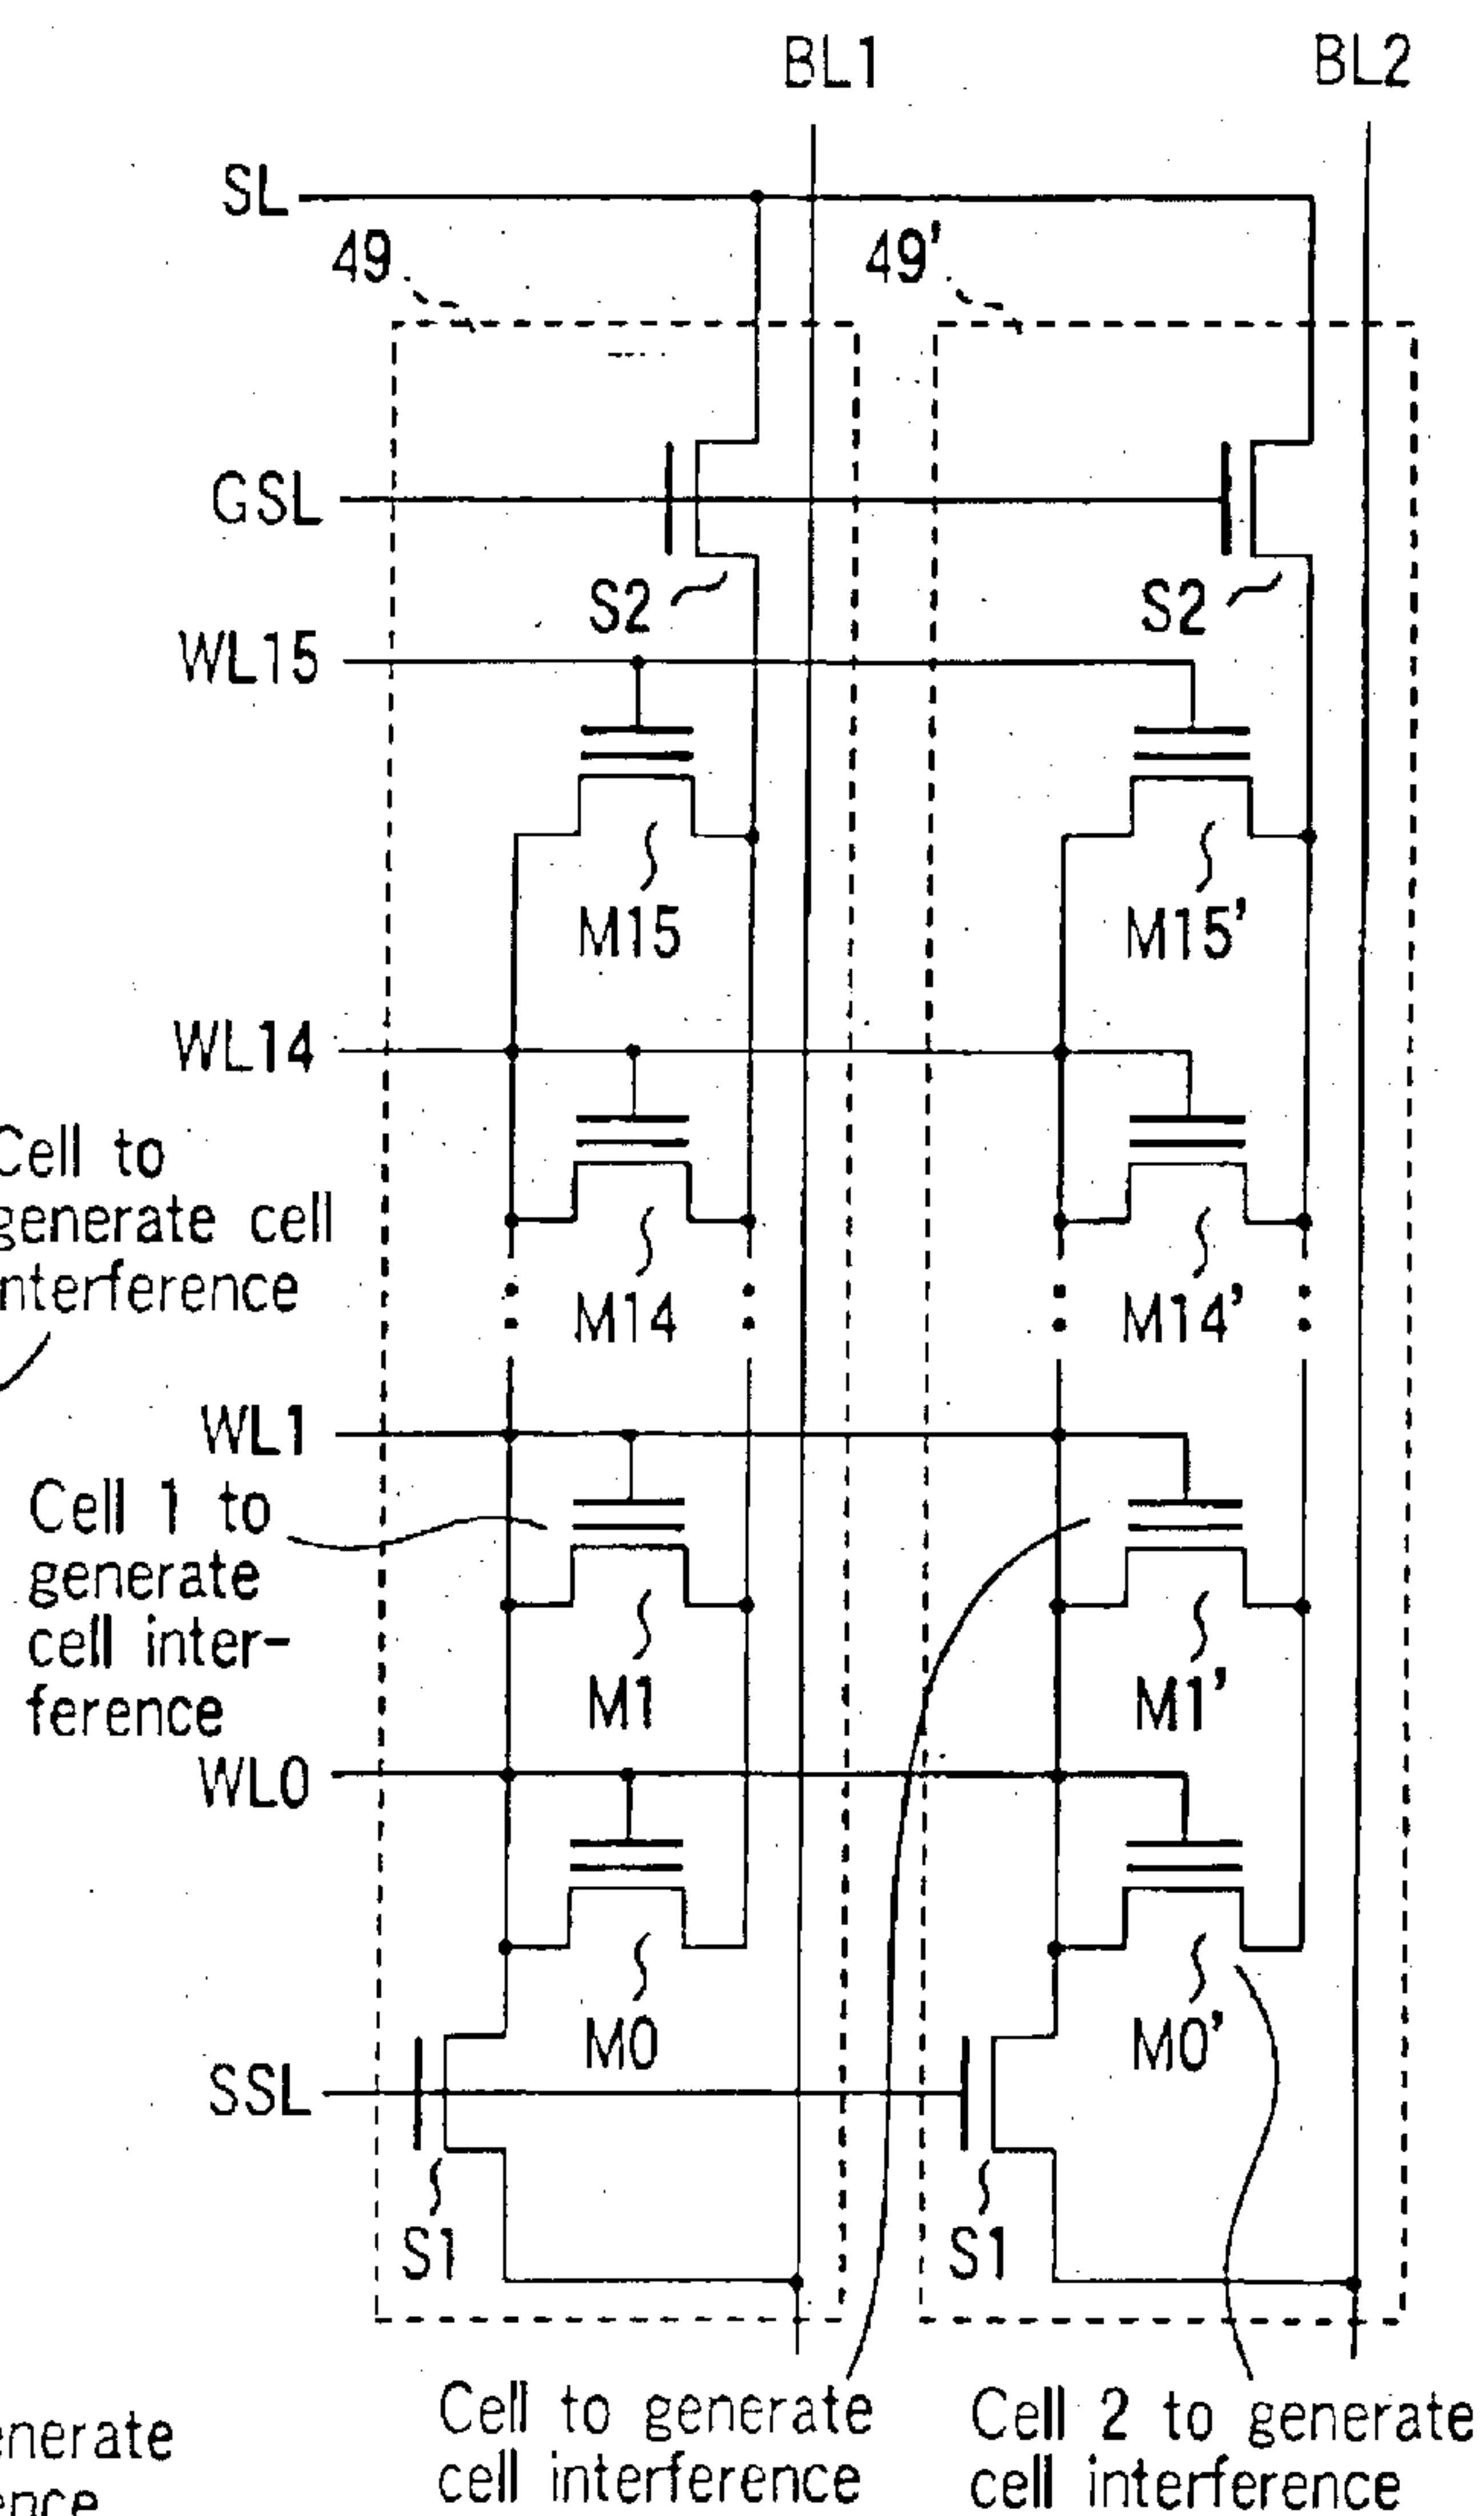 BL1 BL2
SL
49 49'
GSL
S2 S2
WL15
M15 M15'
WL14
Cell to
generate cell
interference
M14 M14'
WL1
Cell 1 to
generate
cell inter-
ference
M1 M1'
WL0
M0 M0'
SSL
S1 S1
Cell to generate
cell interference
Cell 2 to generate
cell interference